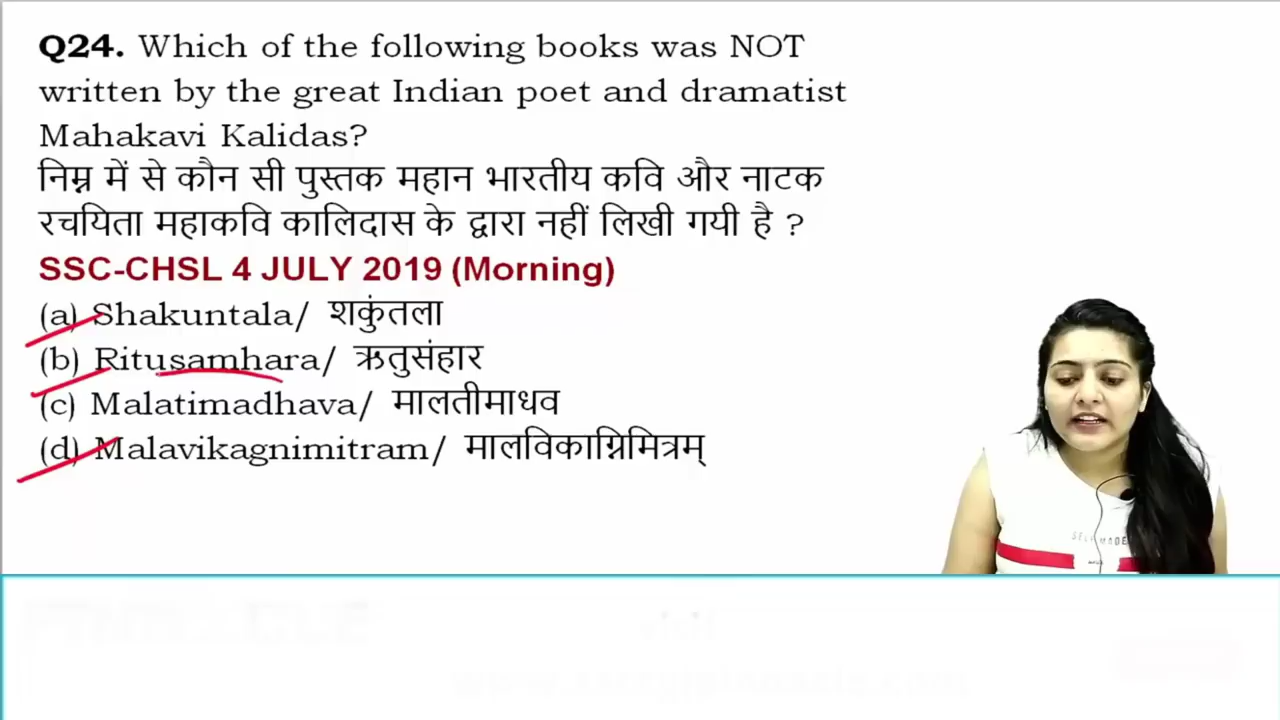 Q24. Which of the following books was NOT
written by the great Indian poet and dramatist
Mahakavi Kalidas?
निम्न में से कौन सी पुस्तक महान भारतीय कवि और नाटक
रचयिता महाकवि कालिदास के द्वारा नहीं लिखी गयी है ?
SSC-CHSL 4 JULY 2019 (Morning)
(a) Shakuntala/ शकुंतला
(b) Ritusamhara/ ऋतुसंहार
(c) Malatimadhava/ मालतीमाधव
(d) Malavikagnimitram/ मालविकाग्निमित्रम्
visit